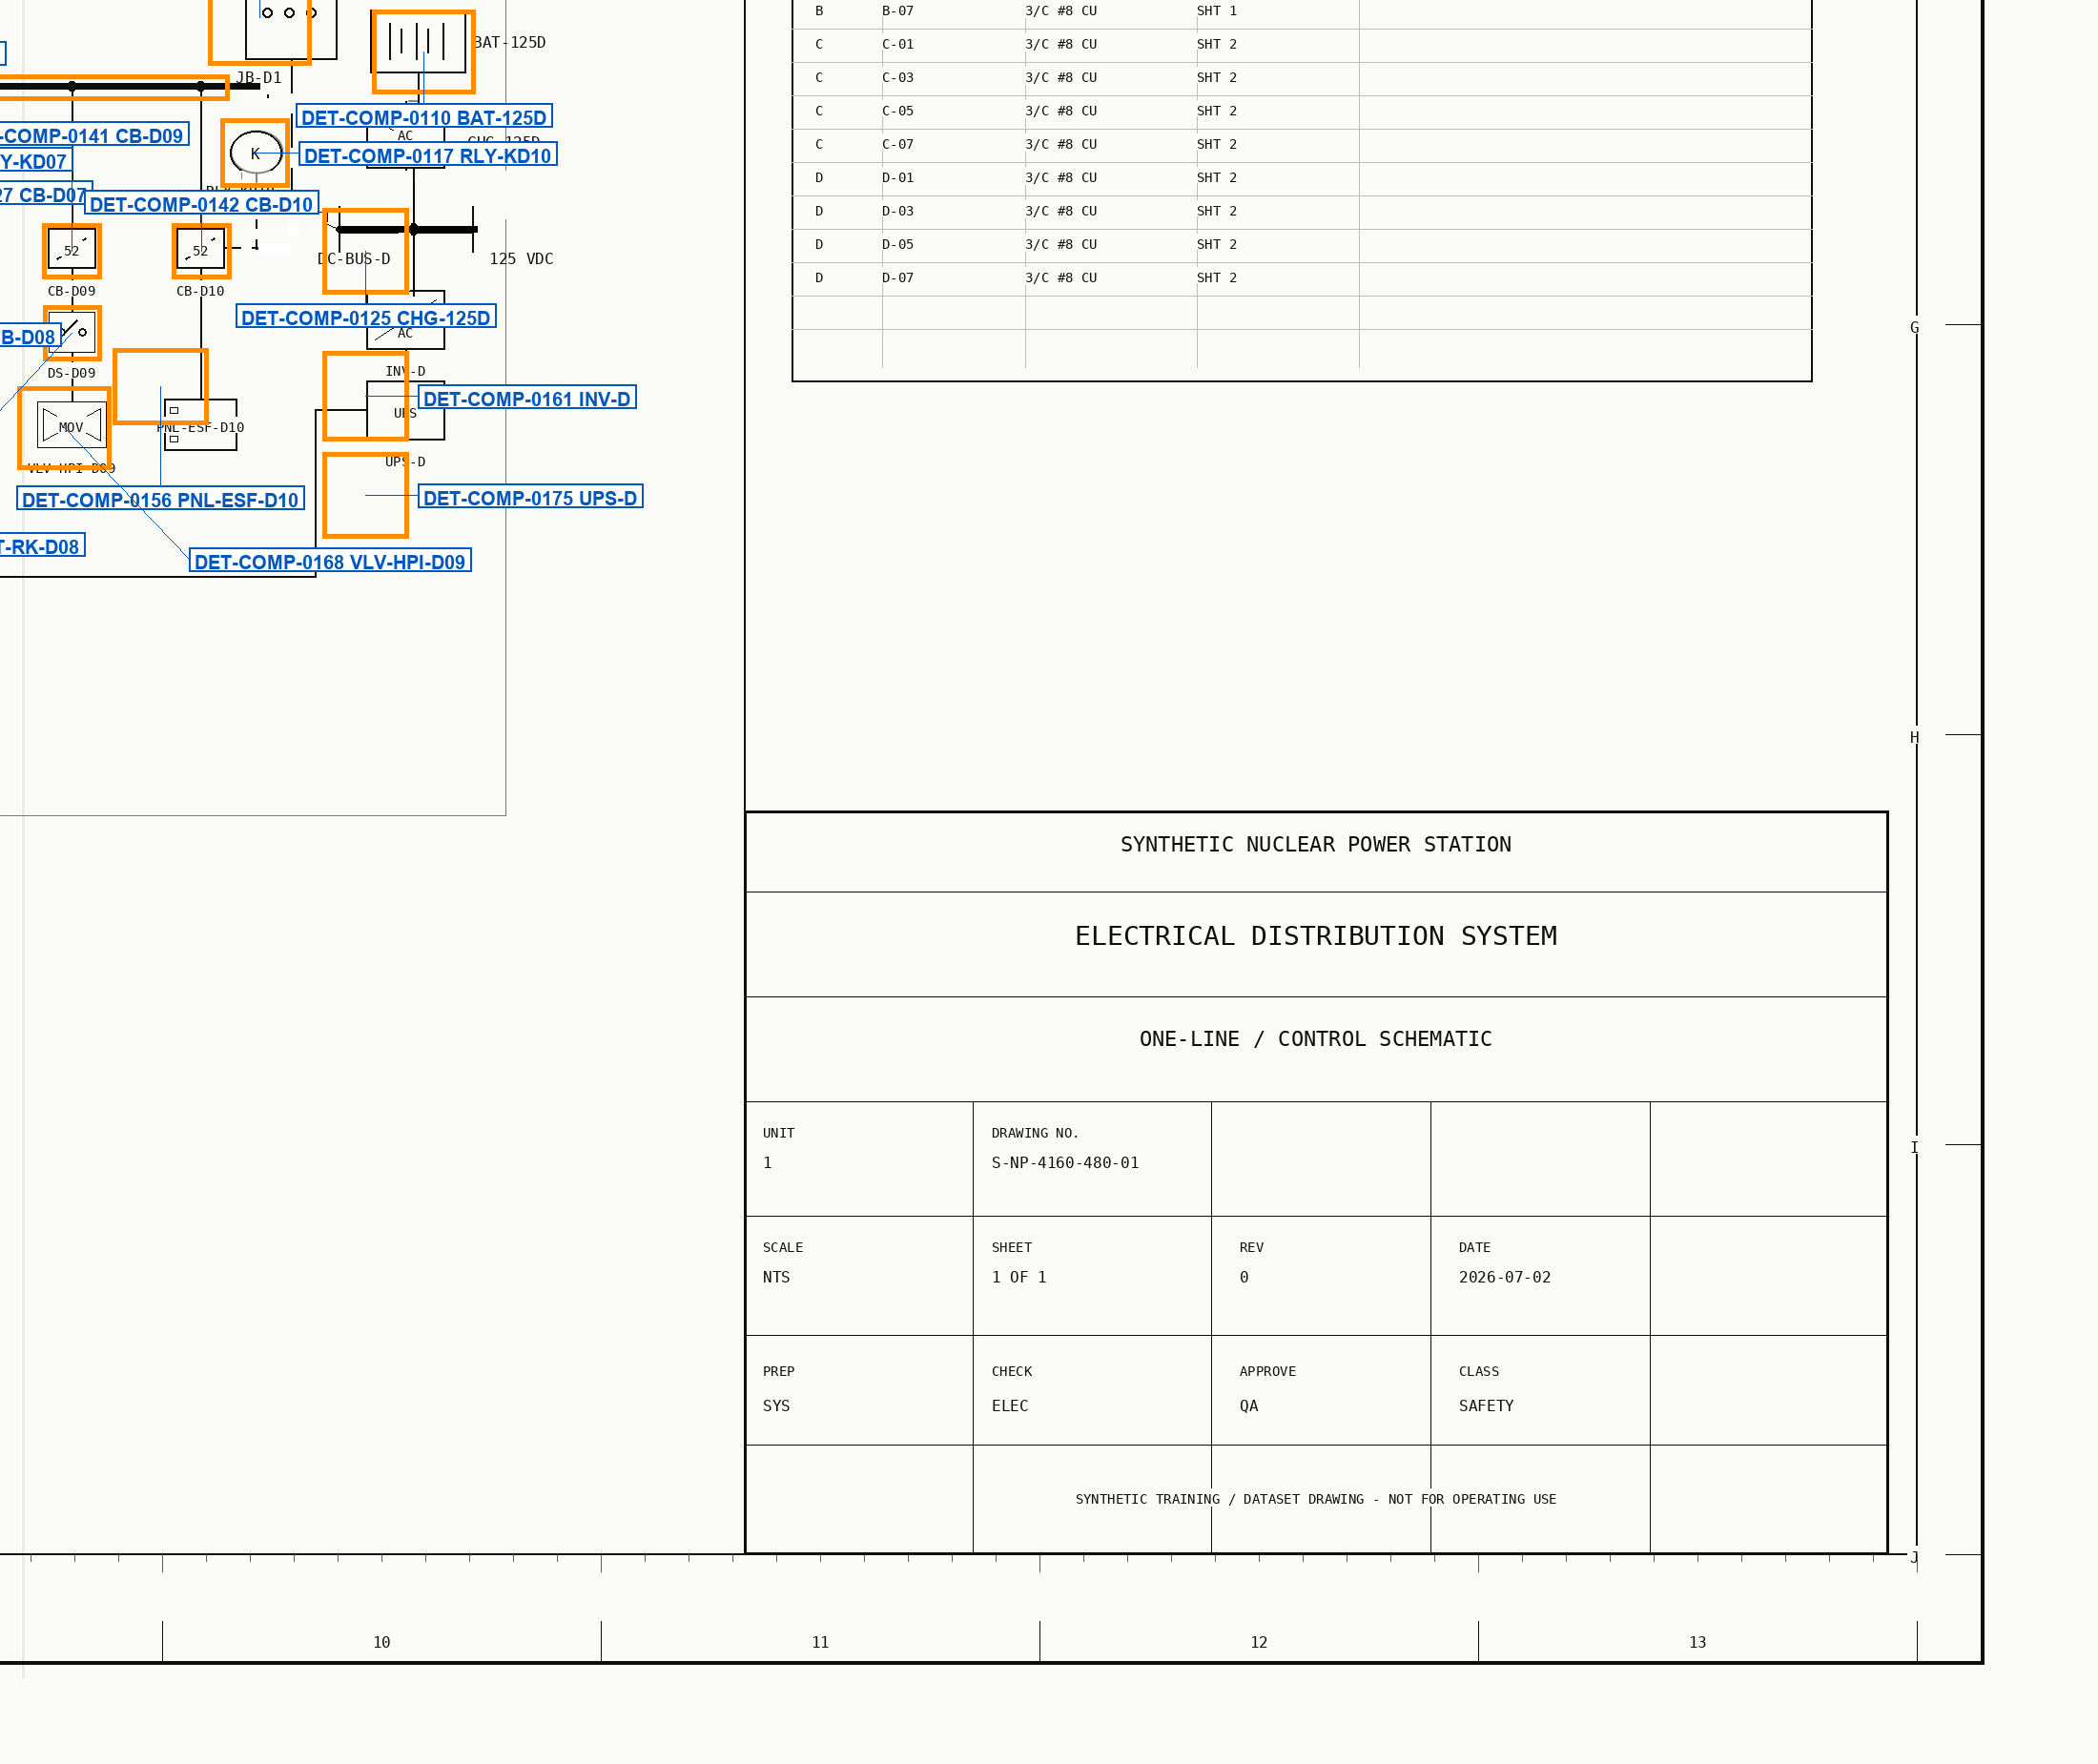 B B-07 3/C #8 CU SHT 1
C C-01 3/C #8 CU SHT 2
C C-03 3/C #8 CU SHT 2
C C-05 3/C #8 CU SHT 2
C C-07 3/C #8 CU SHT 2
D D-01 3/C #8 CU SHT 2
D D-03 3/C #8 CU SHT 2
D D-05 3/C #8 CU SHT 2
D D-07 3/C #8 CU SHT 2
BAT-125D
JB-D1
DET-COMP-0110 BAT-125D
-COMP-0141 CB-D09
AC
CHG-125D
K
DET-COMP-0117 RLY-KD10
Y-KD07
27 CB-D07
DET-COMP-0142 CB-D10
52
52
DC-BUS-D
125 VDC
CB-D09
CB-D10
DET-COMP-0125 CHG-125D
B-D08
AC
DS-D09
INV-D
DET-COMP-0161 INV-D
UPS
MOV
PNL-ESF-D10
UPS-D
VLV-HPI-D09
DET-COMP-0156 PNL-ESF-D10
DET-COMP-0175 UPS-D
T-RK-D08
DET-COMP-0168 VLV-HPI-D09
G
H
I
J
SYNTHETIC NUCLEAR POWER STATION
ELECTRICAL DISTRIBUTION SYSTEM
ONE-LINE / CONTROL SCHEMATIC
UNIT DRAWING NO.
1 S-NP-4160-480-01
SCALE SHEET REV DATE
NTS 1 OF 1 0 2026-07-02
PREP CHECK APPROVE CLASS
SYS ELEC QA SAFETY
SYNTHETIC TRAINING / DATASET DRAWING - NOT FOR OPERATING USE
10 11 12 13